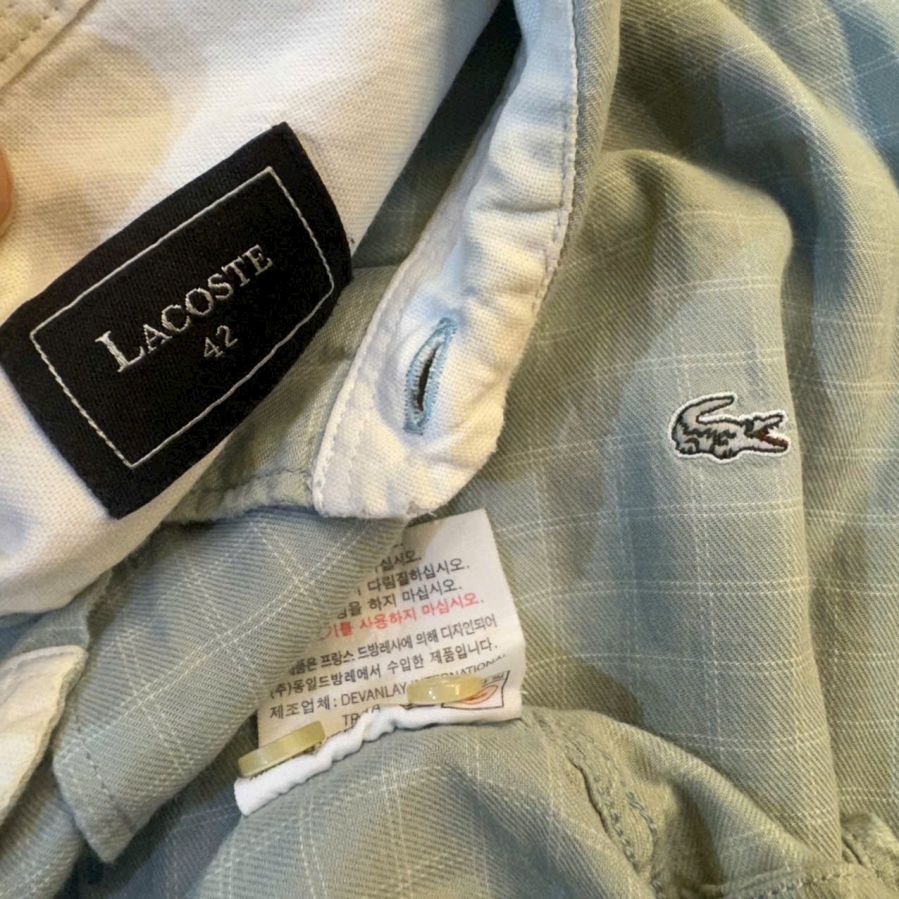 LACOSTE
42
십시오.
다림질하십시오.
을 하지 마십시오.
기를 사용하지 마십시오.
품은 프랑스 드방레사에 의해 디자인되어
(주)동일드방레에서 수입한 제품입니다.
제조업체: DEVANLAY INTERNATIONAL